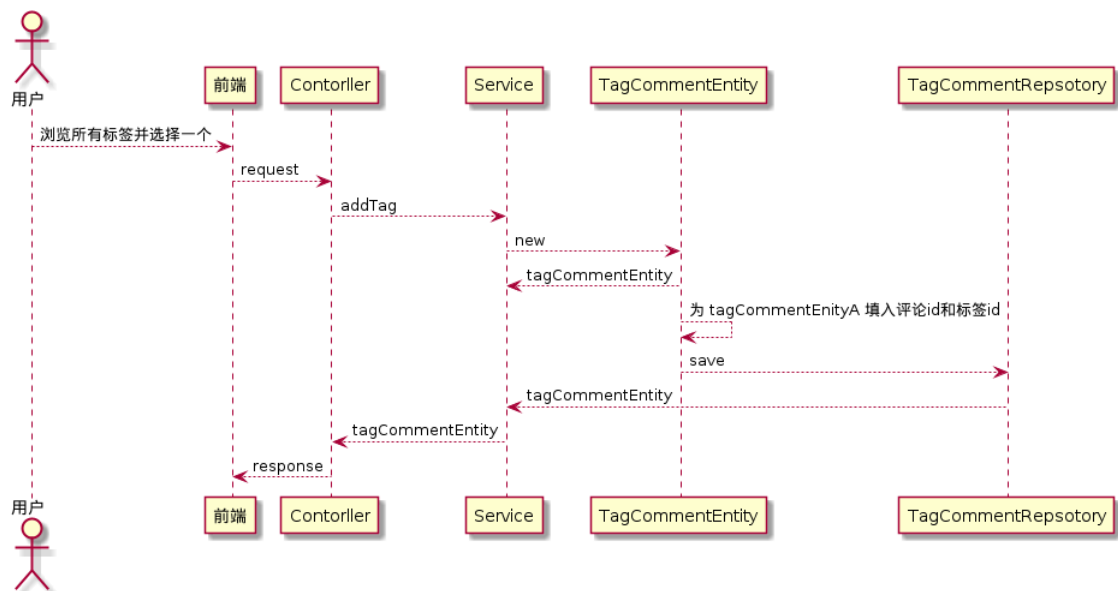 用户
前端
Contorller
Service
TagCommentEntity
TagCommentRepsotory
浏览所有标签并选择一个
request
addTag
new
tagCommentEntity
为 tagCommentEnityA 填入评论id和标签id
save
tagCommentEntity
tagCommentEntity
response
用户
前端
Contorller
Service
TagCommentEntity
TagCommentRepsotory